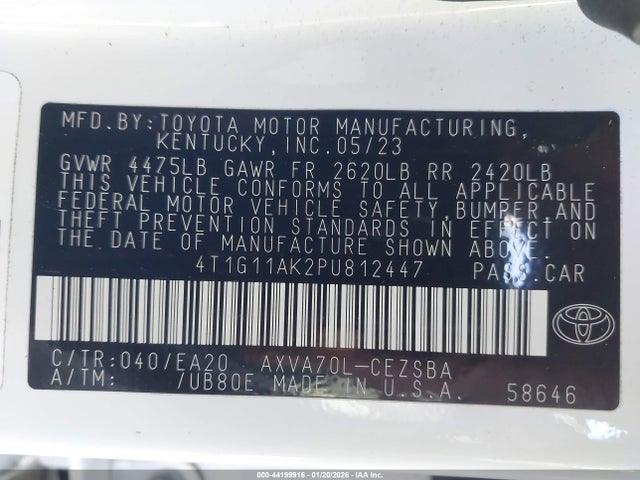 MFD.BY:TOYOTA MOTOR MANUFACTURING,
KENTUCKY,INC.05/23
GVWR 4475LB GAWR FR 2620LB RR 2420LB
THIS VEHICLE CONFORMS TO ALL APPLICABLE
FEDERAL MOTOR VEHICLE SAFETY,BUMPER,AND
THEFT PREVENTION STANDARDS IN EFFECT ON
THE DATE OF MANUFACTURE SHOWN ABOVE.
4T1G11AK2PU812447 PASS.CAR
C/TR:040/EA20 AXVA70L-CEZSBA
A/TM: /UB80E MADE IN U.S.A. 58646
000-44199916 - 01/20/2026 - IAA Inc.